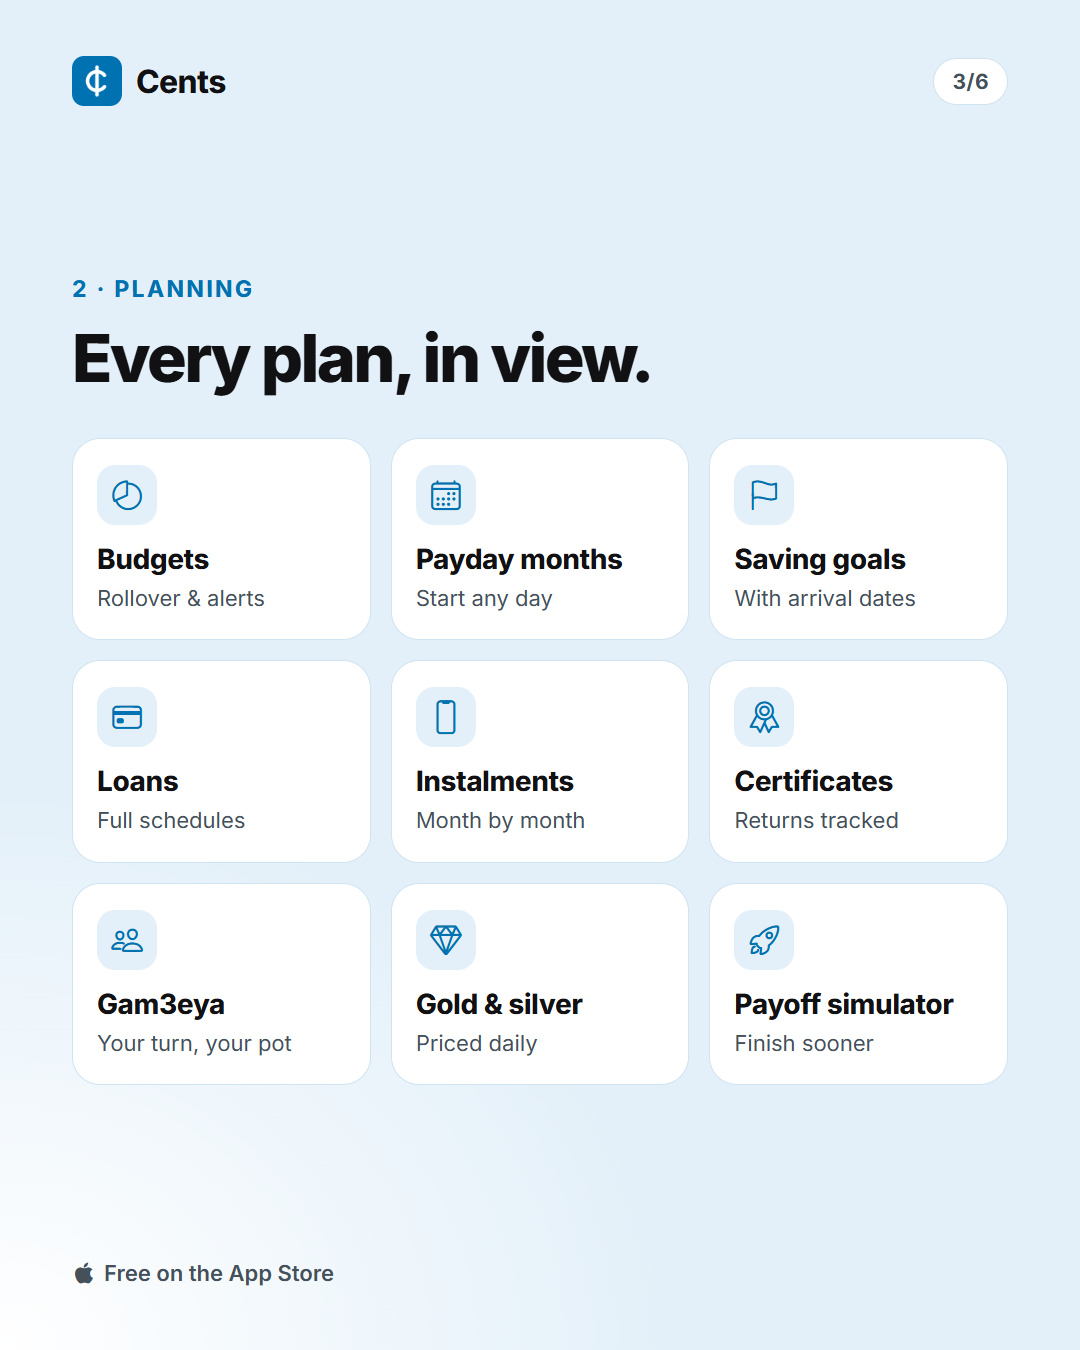 Cents
3/6
2 · PLANNING
Every plan, in view.
Budgets
Rollover & alerts
Payday months
Start any day
Saving goals
With arrival dates
Loans
Full schedules
Instalments
Month by month
Certificates
Returns tracked
Gam3eya
Your turn, your pot
Gold & silver
Priced daily
Payoff simulator
Finish sooner
Free on the App Store